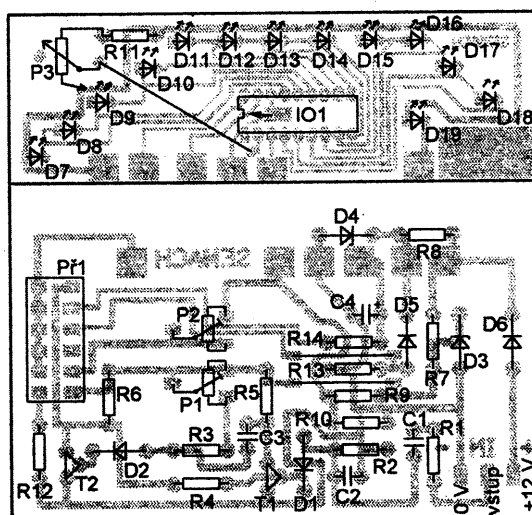 D16
R11
D11 D12 D13 D14 D15
D17
P3
D10
D9
IO1
D18
D8
D19
D7
D4
R8
SENHACH
Př1
C4
P2
D5
D6
R14
R13
D3
R6
P1
R5
R9
R7
R10
C1
R1
R3
C3
R2
IN
R12
T2
D2
R4
T1
D1
C2
0 V
vstup
+12 V